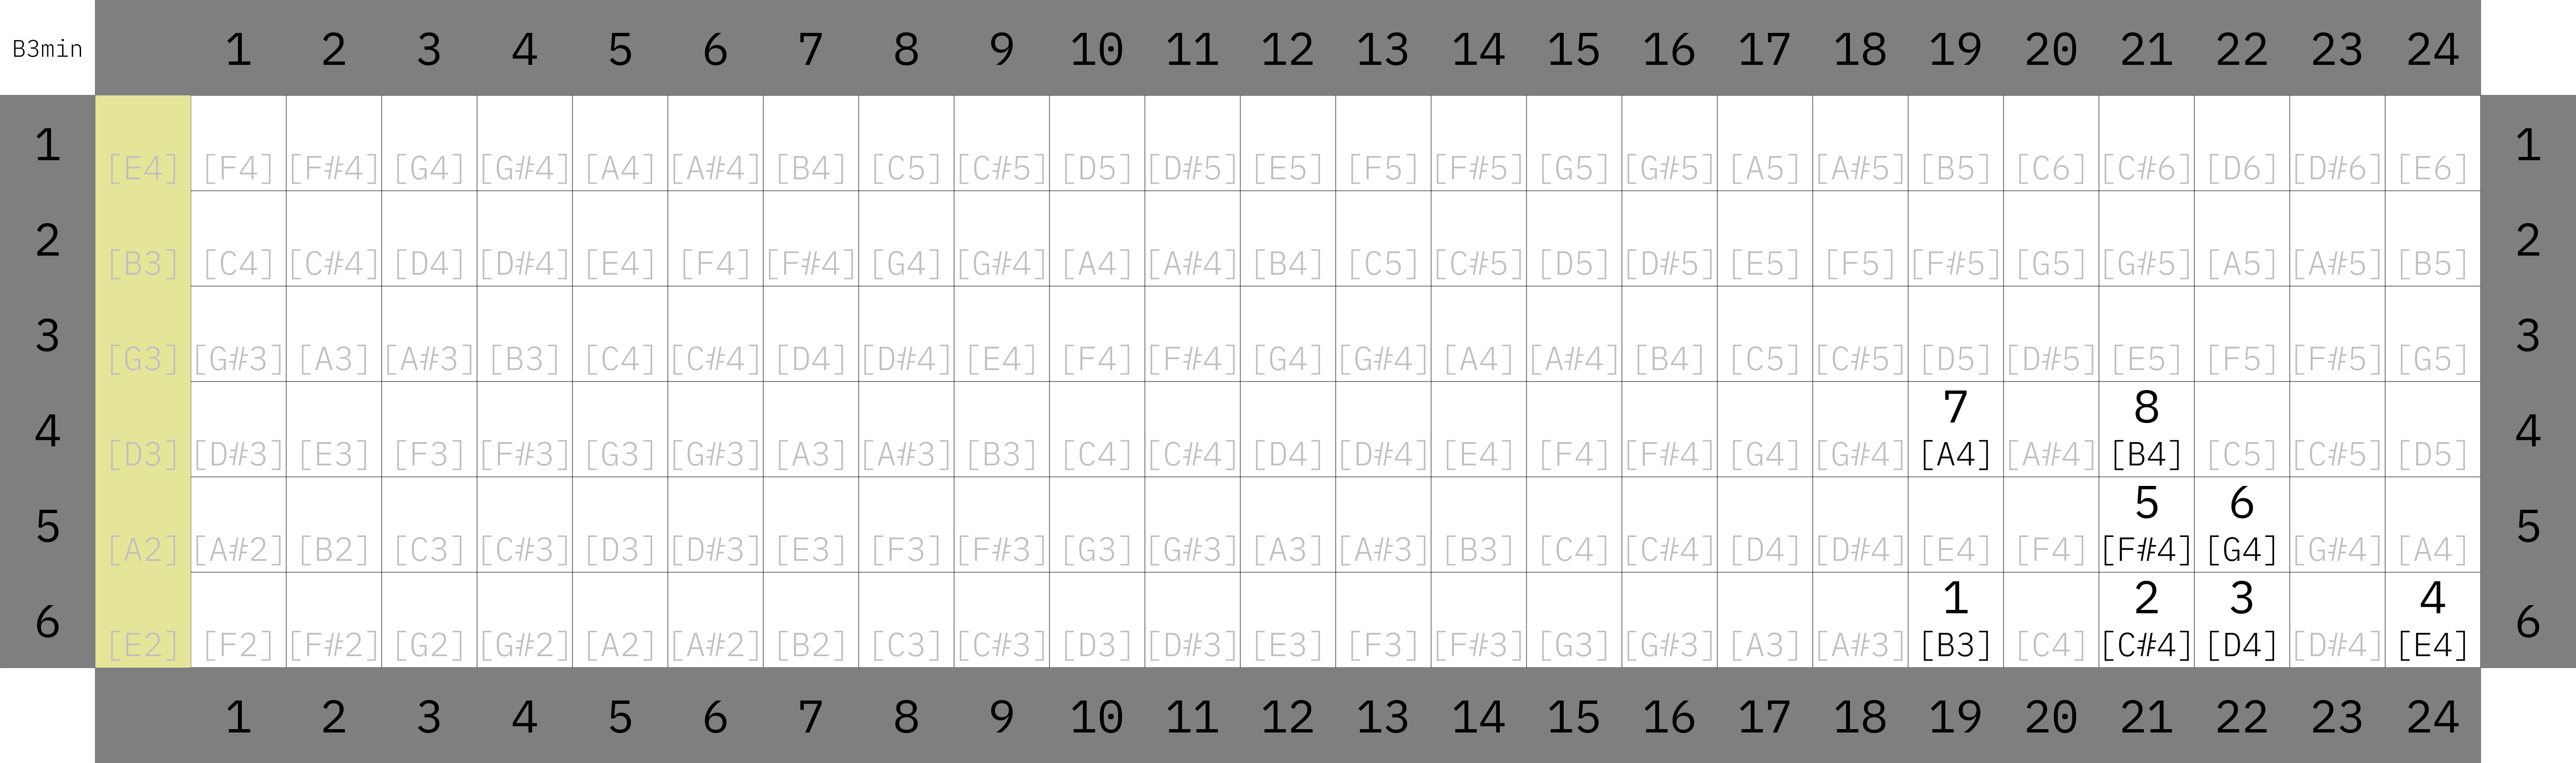 B3min 1 2 3 4 5 6 7 8 9 10 11 12 13 14 15 16 17 18 19 20 21 22 23 24
1 [E4] [F4] [F#4] [G4] [G#4] [A4] [A#4] [B4] [C5] [C#5] [D5] [D#5] [E5] [F5] [F#5] [G5] [G#5] [A5] [A#5] [B5] [C6] [C#6] [D6] [D#6] [E6] 1
2 [B3] [C4] [C#4] [D4] [D#4] [E4] [F4] [F#4] [G4] [G#4] [A4] [A#4] [B4] [C5] [C#5] [D5] [D#5] [E5] [F5] [F#5] [G5] [G#5] [A5] [A#5] [B5] 2
3 [G3] [G#3] [A3] [A#3] [B3] [C4] [C#4] [D4] [D#4] [E4] [F4] [F#4] [G4] [G#4] [A4] [A#4] [B4] [C5] [C#5] [D5] [D#5] [E5] [F5] [F#5] [G5] 3
7 8
4 [D3] [D#3] [E3] [F3] [F#3] [G3] [G#3] [A3] [A#3] [B3] [C4] [C#4] [D4] [D#4] [E4] [F4] [F#4] [G4] [G#4] [A4] [A#4] [B4] [C5] [C#5] [D5] 4
5 6
5 [A2] [A#2] [B2] [C3] [C#3] [D3] [D#3] [E3] [F3] [F#3] [G3] [G#3] [A3] [A#3] [B3] [C4] [C#4] [D4] [D#4] [E4] [F4] [F#4] [G4] [G#4] [A4] 5
1 2 3 4
6 [E2] [F2] [F#2] [G2] [G#2] [A2] [A#2] [B2] [C3] [C#3] [D3] [D#3] [E3] [F3] [F#3] [G3] [G#3] [A3] [A#3] [B3] [C4] [C#4] [D4] [D#4] [E4] 6
1 2 3 4 5 6 7 8 9 10 11 12 13 14 15 16 17 18 19 20 21 22 23 24